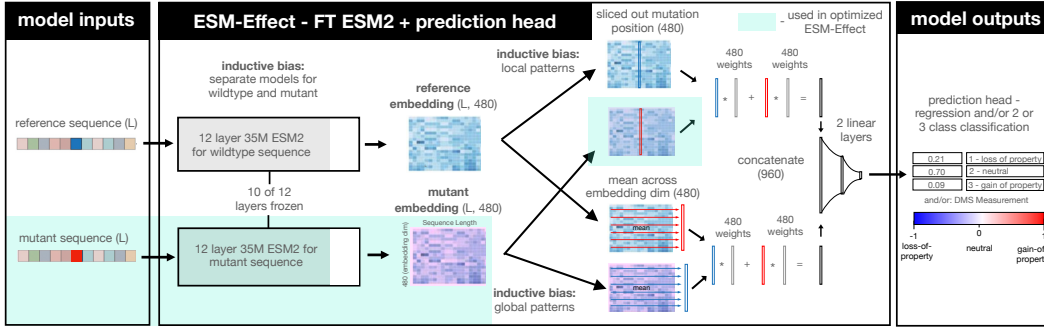 model inputs
reference sequence (L)
mutant sequence (L)
ESM-Effect - FT ESM2 + prediction head
inductive bias:
separate models for
wildtype and mutant
12 layer 35M ESM2
for wildtype sequence
10 of 12
layers frozen
12 layer 35M ESM2 for
mutant sequence
reference
embedding (L, 480)
mutant
embedding (L, 480)
Sequence Length
480 (embedding dim)
inductive bias:
local patterns
inductive bias:
global patterns
sliced out mutation
position (480)
- used in optimized
ESM-Effect
480
weights
480
weights
* + * =
mean across
embedding dim (480)
mean
mean
480
weights
480
weights
* + * =
concatenate
(960)
2 linear
layers
model outputs
prediction head -
regression and/or 2 or
3 class classification
0.21 1 - loss of property
0.70 2 - neutral
0.09 3 - gain of property
and/or: DMS Measurement
-1 0 1
loss-of-
property
neutral
gain-of-
property